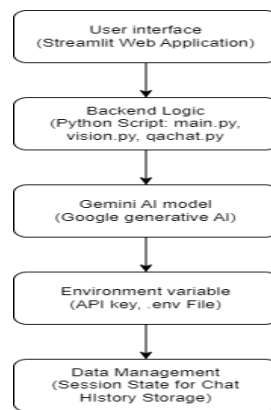 User interface
(Streamlit Web Application)
Backend Logic
(Python Script: main.py,
vision.py, qachat.py
Gemini AI model
(Google generative AI)
Environment variable
(API key, .env File)
Data Management
(Session State for Chat
HIstory Storage)